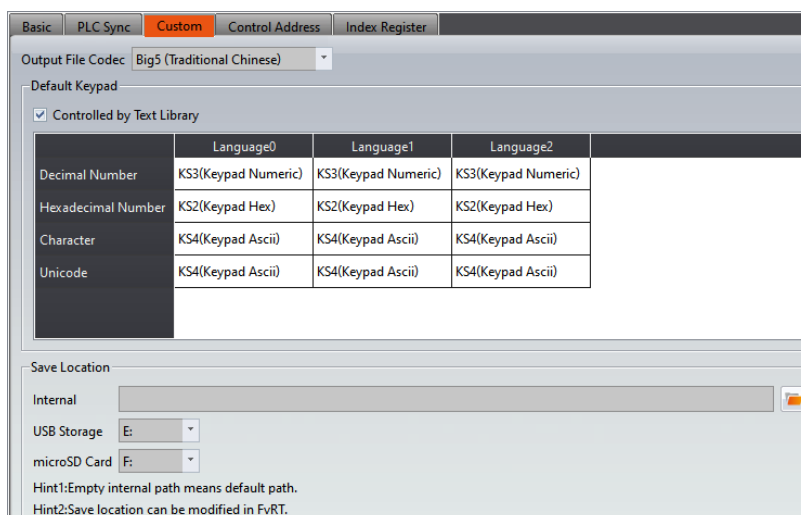 Basic PLC Sync Custom Control Address Index Register
Output File Codec Big5 (Traditional Chinese)
Default Keypad
Controlled by Text Library
Language0 Language1 Language2
Decimal Number KS3(Keypad Numeric) KS3(Keypad Numeric) KS3(Keypad Numeric)
Hexadecimal Number KS2(Keypad Hex) KS2(Keypad Hex) KS2(Keypad Hex)
Character KS4(Keypad Ascii) KS4(Keypad Ascii) KS4(Keypad Ascii)
Unicode KS4(Keypad Ascii) KS4(Keypad Ascii) KS4(Keypad Ascii)
Save Location
Internal
USB Storage E:
microSD Card F:
Hint1:Empty internal path means default path.
Hint2:Save location can be modified in FvRT.